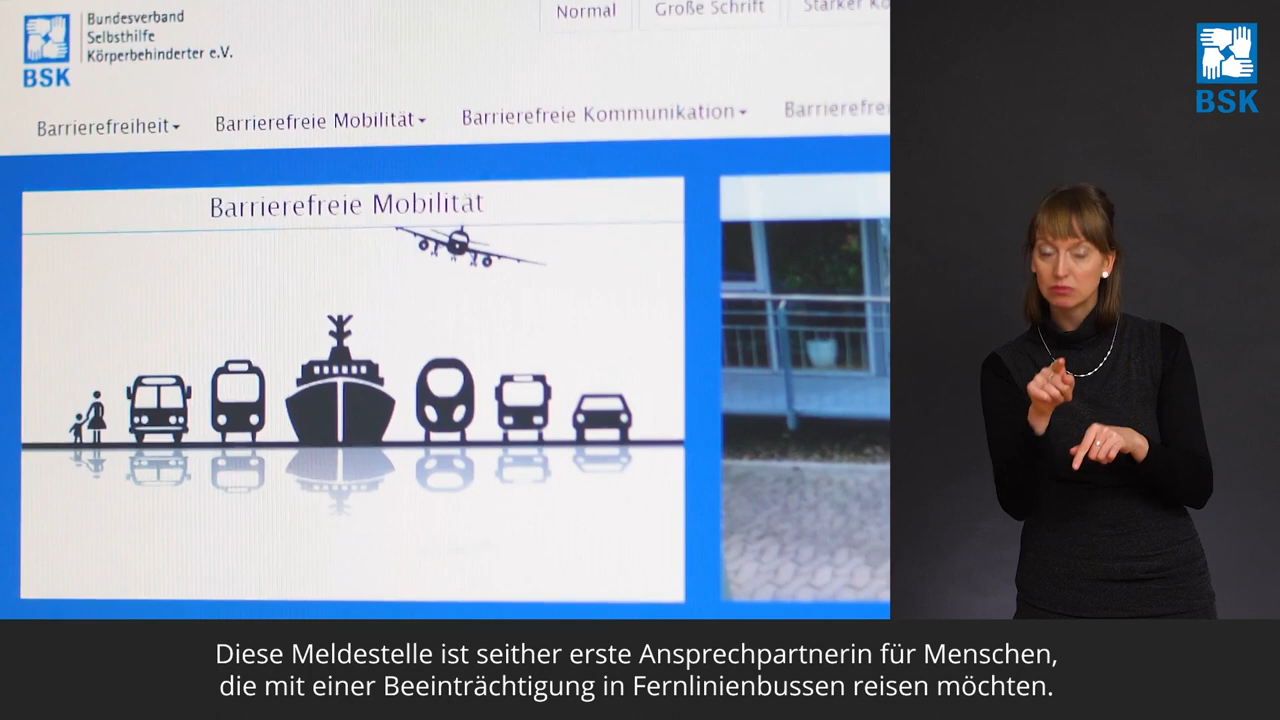 Bundesverband
Selbsthilfe
Körperbehinderter e.V.
BSK
Normal
Große Schrift
Starker
Barrierefreiheit
Barrierefreie Mobilität
Barrierefreie Kommunikation
Barrierefreie Mobilität
BSK
Diese Meldestelle ist seither erste Ansprechpartnerin für Menschen,
die mit einer Beeinträchtigung in Fernlinienbussen reisen möchten.